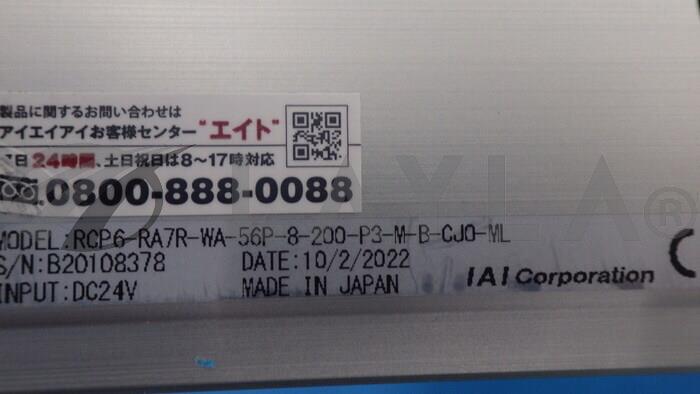 製品に関するお問い合わせは
アイエイアイお客様センター"エイト"
日24時間、土日祝日は8～17時対応
0800-888-0088
LAYLA®
MODEL:RCP6-RA7R-WA-56P-8-200-P3-M-B-CJO-ML
S/N:B20108378 DATE:10/2/2022
INPUT:DC24V MADE IN JAPAN IAI Corporation